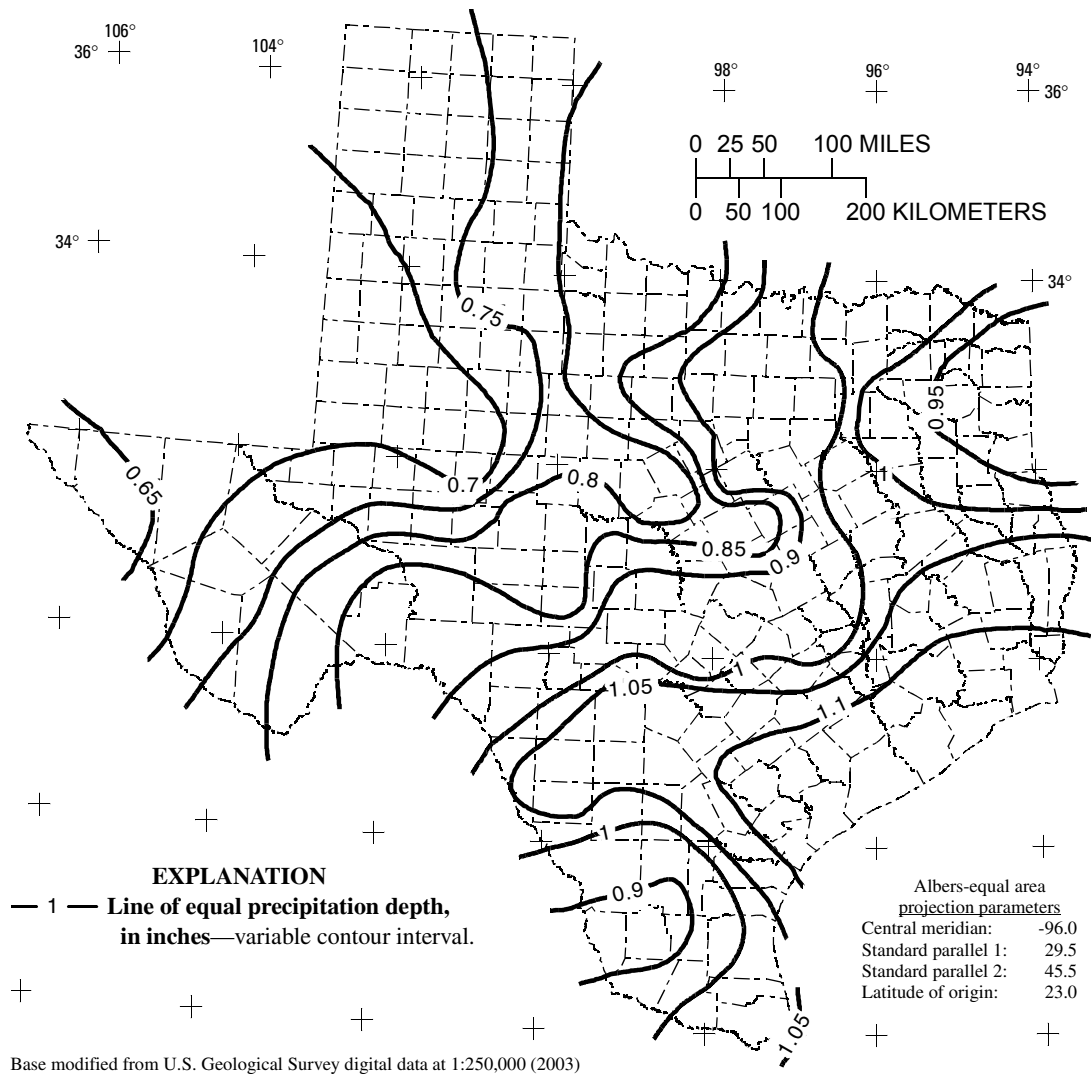 106°
36°
104°
98°
96°
94°
36°
0 25 50 100 MILES
0 50 100 200 KILOMETERS
34°
34°
0.75
0.95
0.65
0.7
0.8
1
0.85
0.9
1
1.05
1.1
1
0.9
1.05
EXPLANATION
1 Line of equal precipitation depth,
in inches—variable contour interval.
Albers-equal area
projection parameters
Central meridian: -96.0
Standard parallel 1: 29.5
Standard parallel 2: 45.5
Latitude of origin: 23.0
Base modified from U.S. Geological Survey digital data at 1:250,000 (2003)